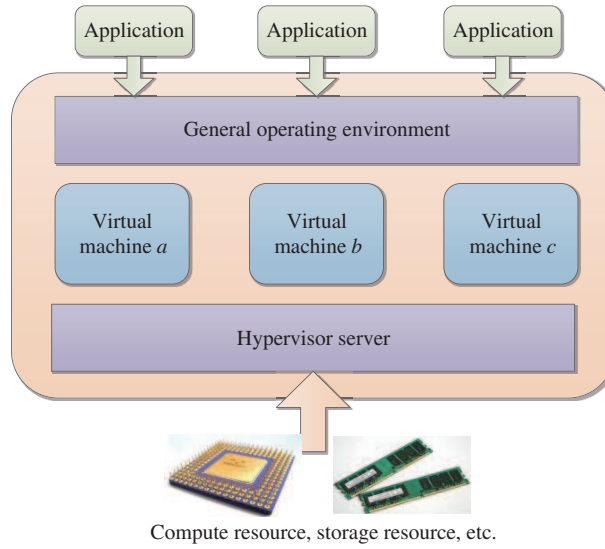 Application
Application
Application
General operating environment
Virtual
machine a
Virtual
machine b
Virtual
machine c
Hypervisor server
Compute resource, storage resource, etc.